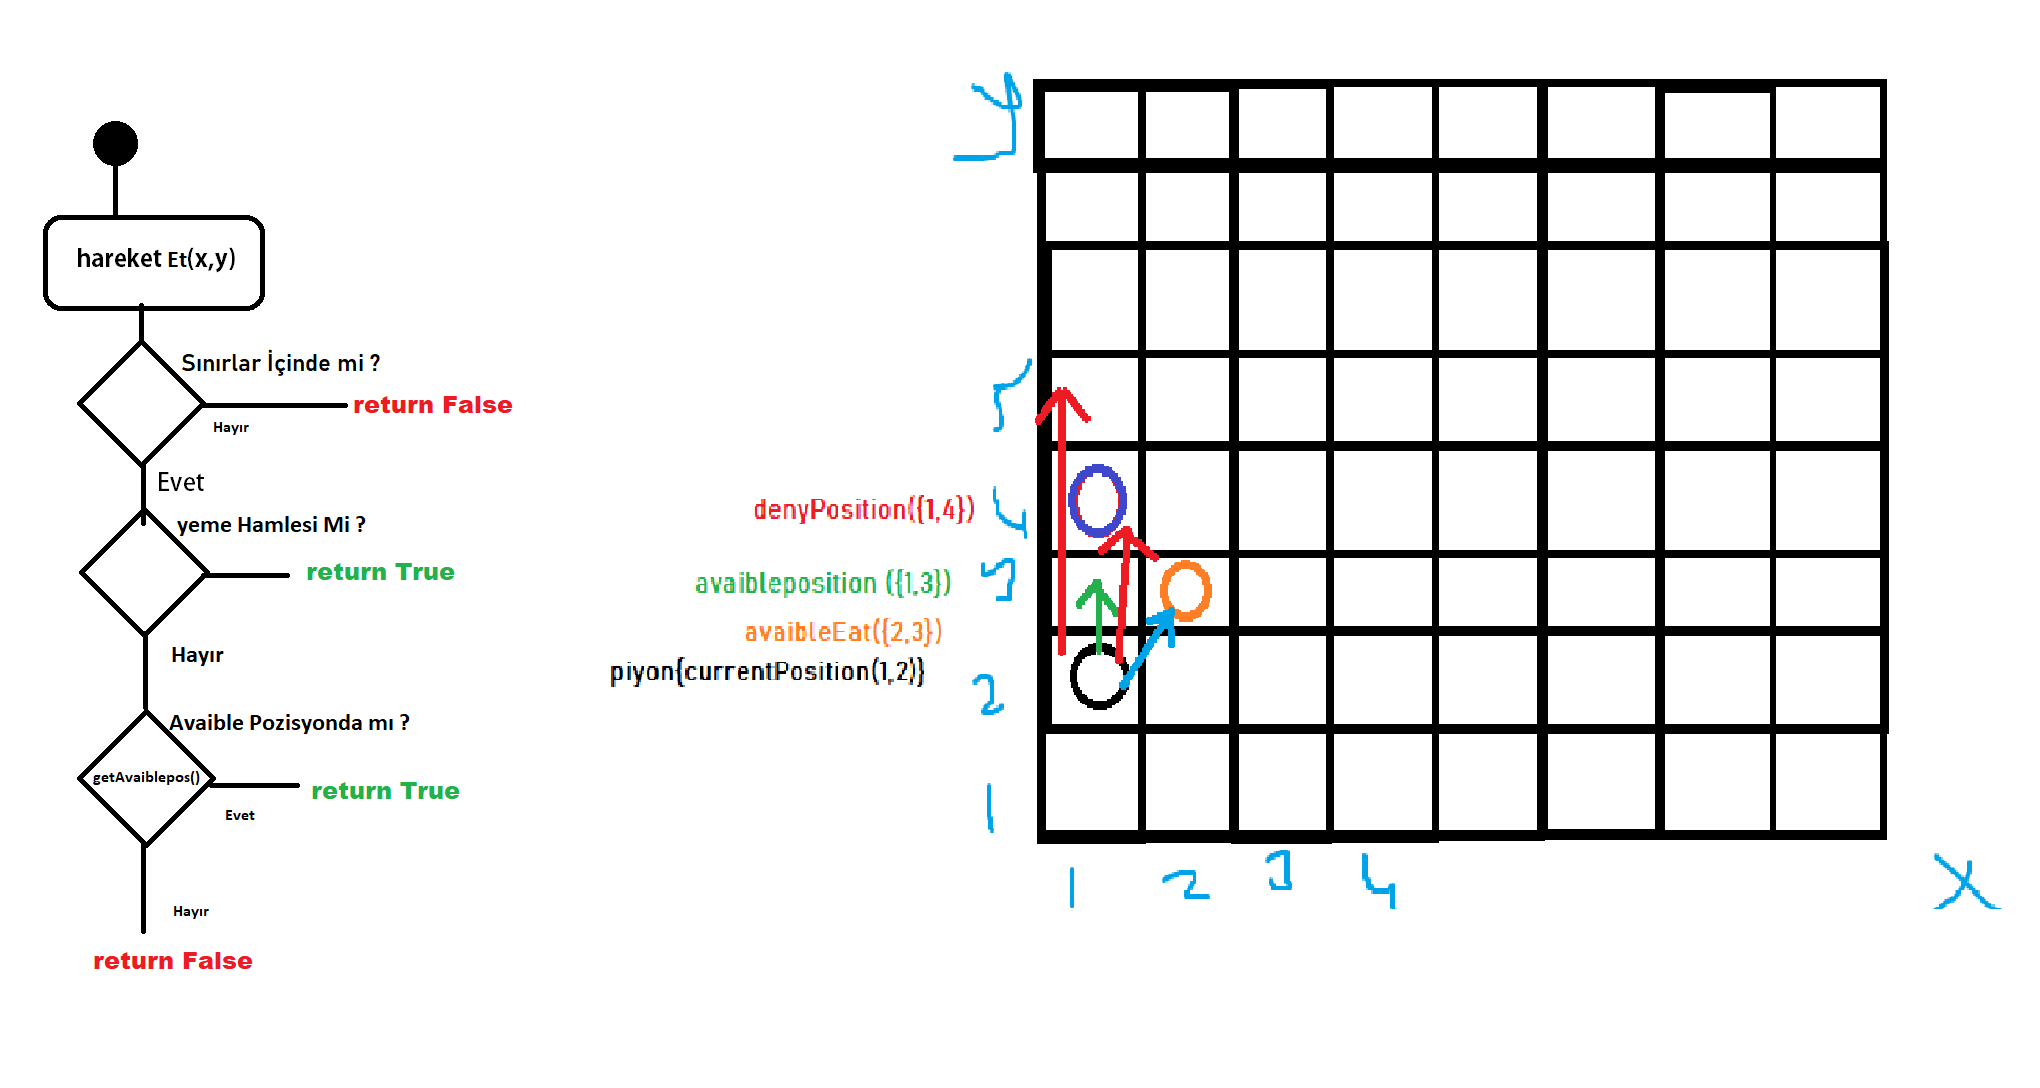 hareket Et(x,y)
Sınırlar İçinde mi ?
return False
Hayır
Evet
yeme Hamlesi Mi ?
return True
Hayır
Avaible Pozisyonda mı ?
getAvaiblepos()
return True
Evet
Hayır
return False
y
5
denyPosition({1,4})
4
avaibleposition ({1,3})
3
avaibleEat({2,3})
piyon{currentPosition(1,2)}
2
1
1 2 3 4
X